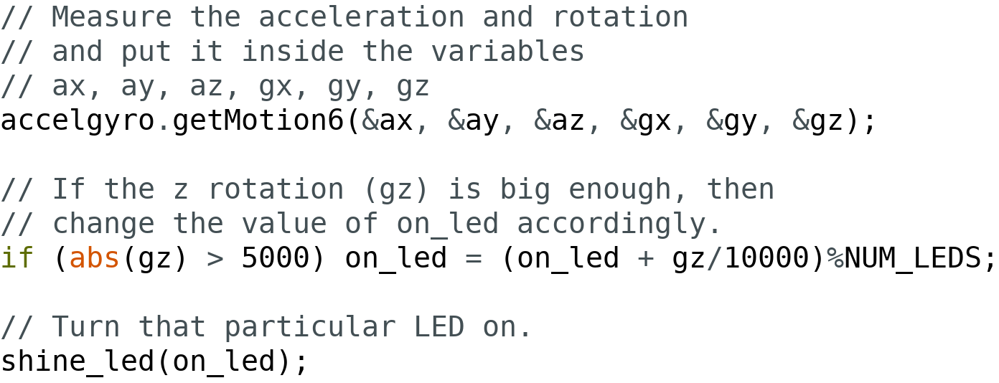 // Measure the acceleration and rotation
// and put it inside the variables
// ax, ay, az, gx, gy, gz
accelgyro.getMotion6(&ax, &ay, &az, &gx, &gy, &gz);
// If the z rotation (gz) is big enough, then
// change the value of on_led accordingly.
if (abs(gz) > 5000) on_led = (on_led + gz/10000)%NUM_LEDS;
// Turn that particular LED on.
shine_led(on_led);